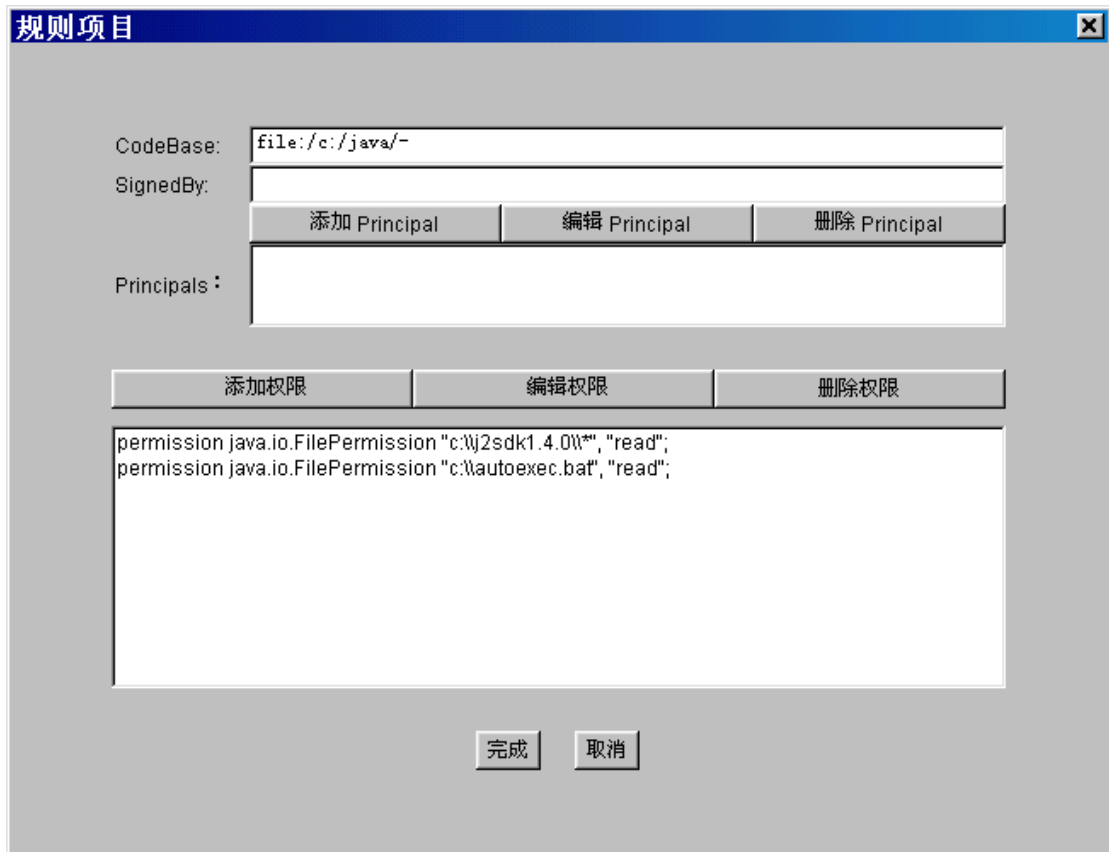 规则项目
CodeBase: file:/c:/java/-
SignedBy:
添加 Principal 编辑 Principal 删除 Principal
Principals：
添加权限 编辑权限 删除权限
permission java.io.FilePermission "c:\\j2sdk1.4.0\\*", "read";
permission java.io.FilePermission "c:\\autoexec.bat", "read";
完成 取消